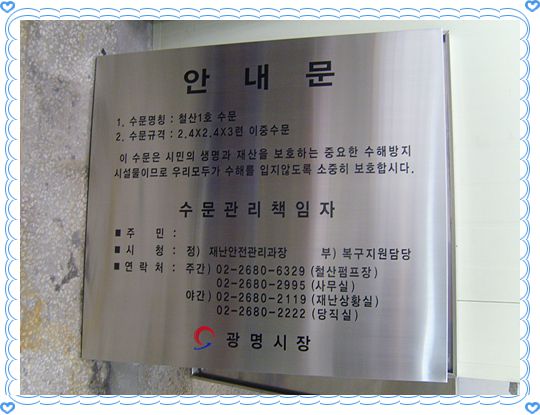 안 내 문
1. 수문명칭 : 철산1호 수문
2. 수문규격 : 2.4X2.4X3련 이중수문
이 수문은 시민의 생명과 재산을 보호하는 중요한 수해방지
시설물이므로 우리모두가 수해를 입지않도록 소중히 보호합시다.
수문관리책임자
■ 주 민 :
■ 시 청 : 정) 재난안전관리과장 부) 복구지원담당
■ 연락처 : 주간) 02-2680-6329 (철산펌프장)
02-2680-2995 (사무실)
야간) 02-2680-2119 (재난상황실)
02-2680-2222 (당직실)
광명시장